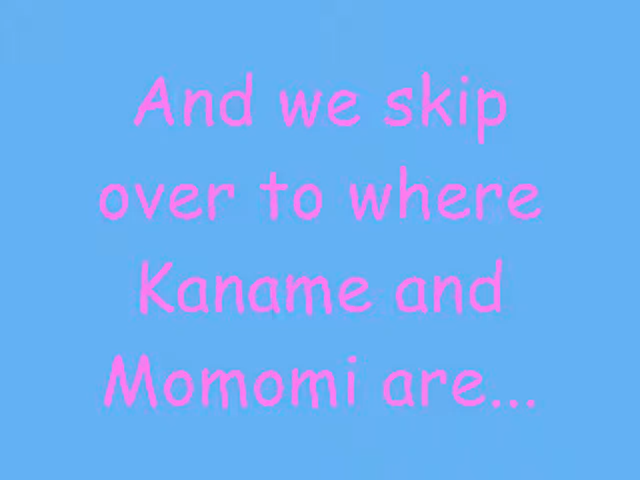 And we skip
over to where
Kaname and
Momomi are...